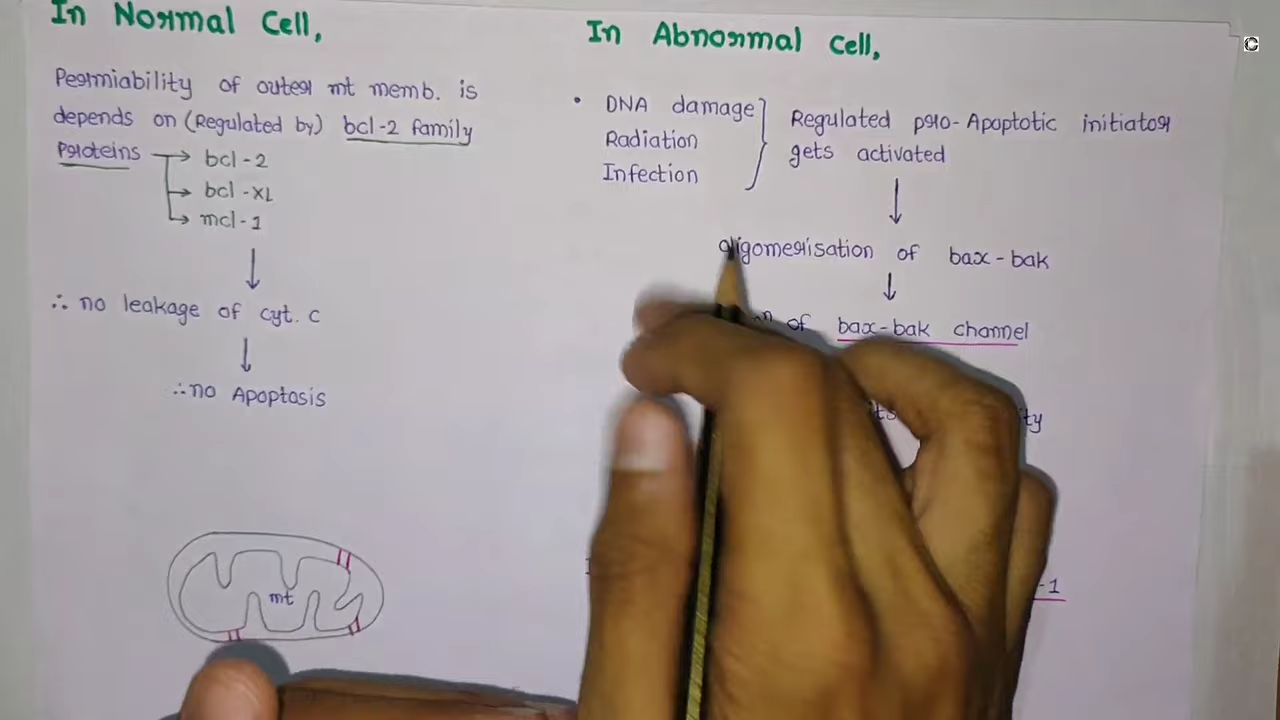 In Normal Cell,
Permiability of outer mt memb. is
depends on (Regulated by) bcl-2 family
Proteins → bcl-2
→ bcl-XL
→ mcl-1
∴ no leakage of cyt. c
∴ no Apoptosis
mt
In Abnormal Cell,
• DNA damage
Radiation
Infection
Regulated pro-Apoptotic initiator
gets activated
oligomerisation of bax-bak
of bax-bak channel
-1
C